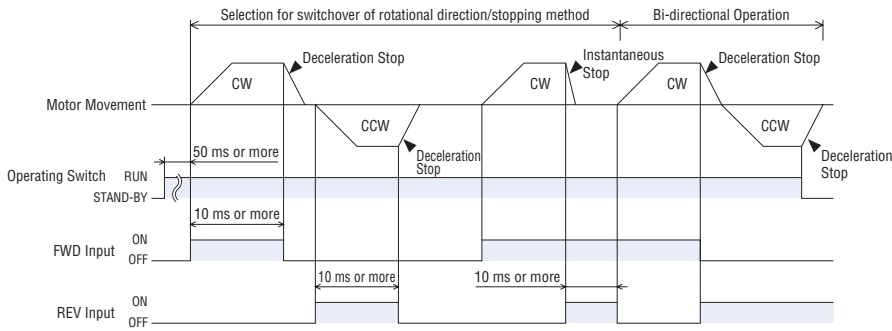 Selection for switchover of rotational direction/stopping method
Bi-directional Operation
Deceleration Stop
Instantaneous
Stop
Deceleration Stop
CW
CW
CW
Motor Movement
CCW
CCW
50 ms or more
Deceleration
Stop
Deceleration
Stop
Operating Switch
RUN
STAND-BY
10 ms or more
FWD Input
ON
OFF
10 ms or more
10 ms or more
REV Input
ON
OFF